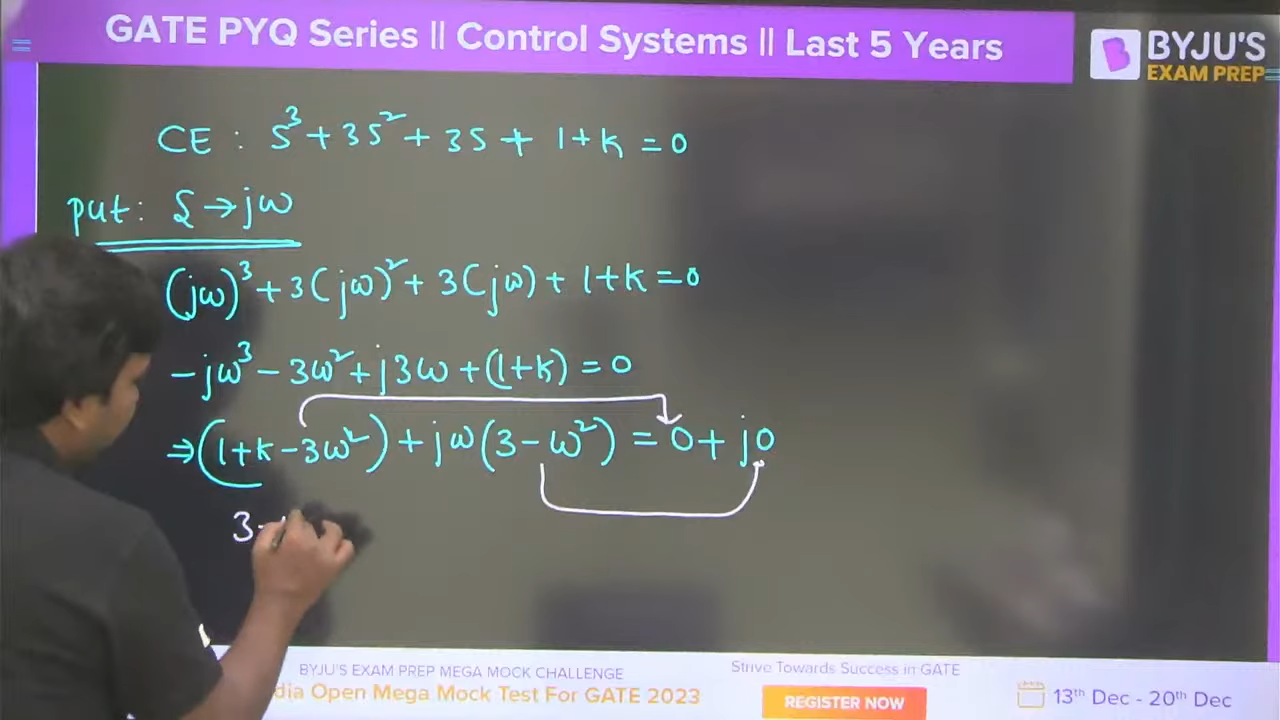 GATE PYQ Series || Control Systems || Last 5 Years
BYJU'S
EXAM PREP
CE : S³ + 3S² + 3S + 1+K = 0
put: S → jω
(jω)³ + 3(jω)² + 3(jω) + 1+K = 0
-jω³ - 3ω² + j3ω + (1+K) = 0
⇒ (1+K-3ω²) + jω(3-ω²) = 0 + j0
3-
BYJU'S EXAM PREP MEGA MOCK CHALLENGE
Open Mega Mock Test For GATE 2023
Strive Towards Success in GATE
REGISTER NOW
13th Dec - 20th Dec